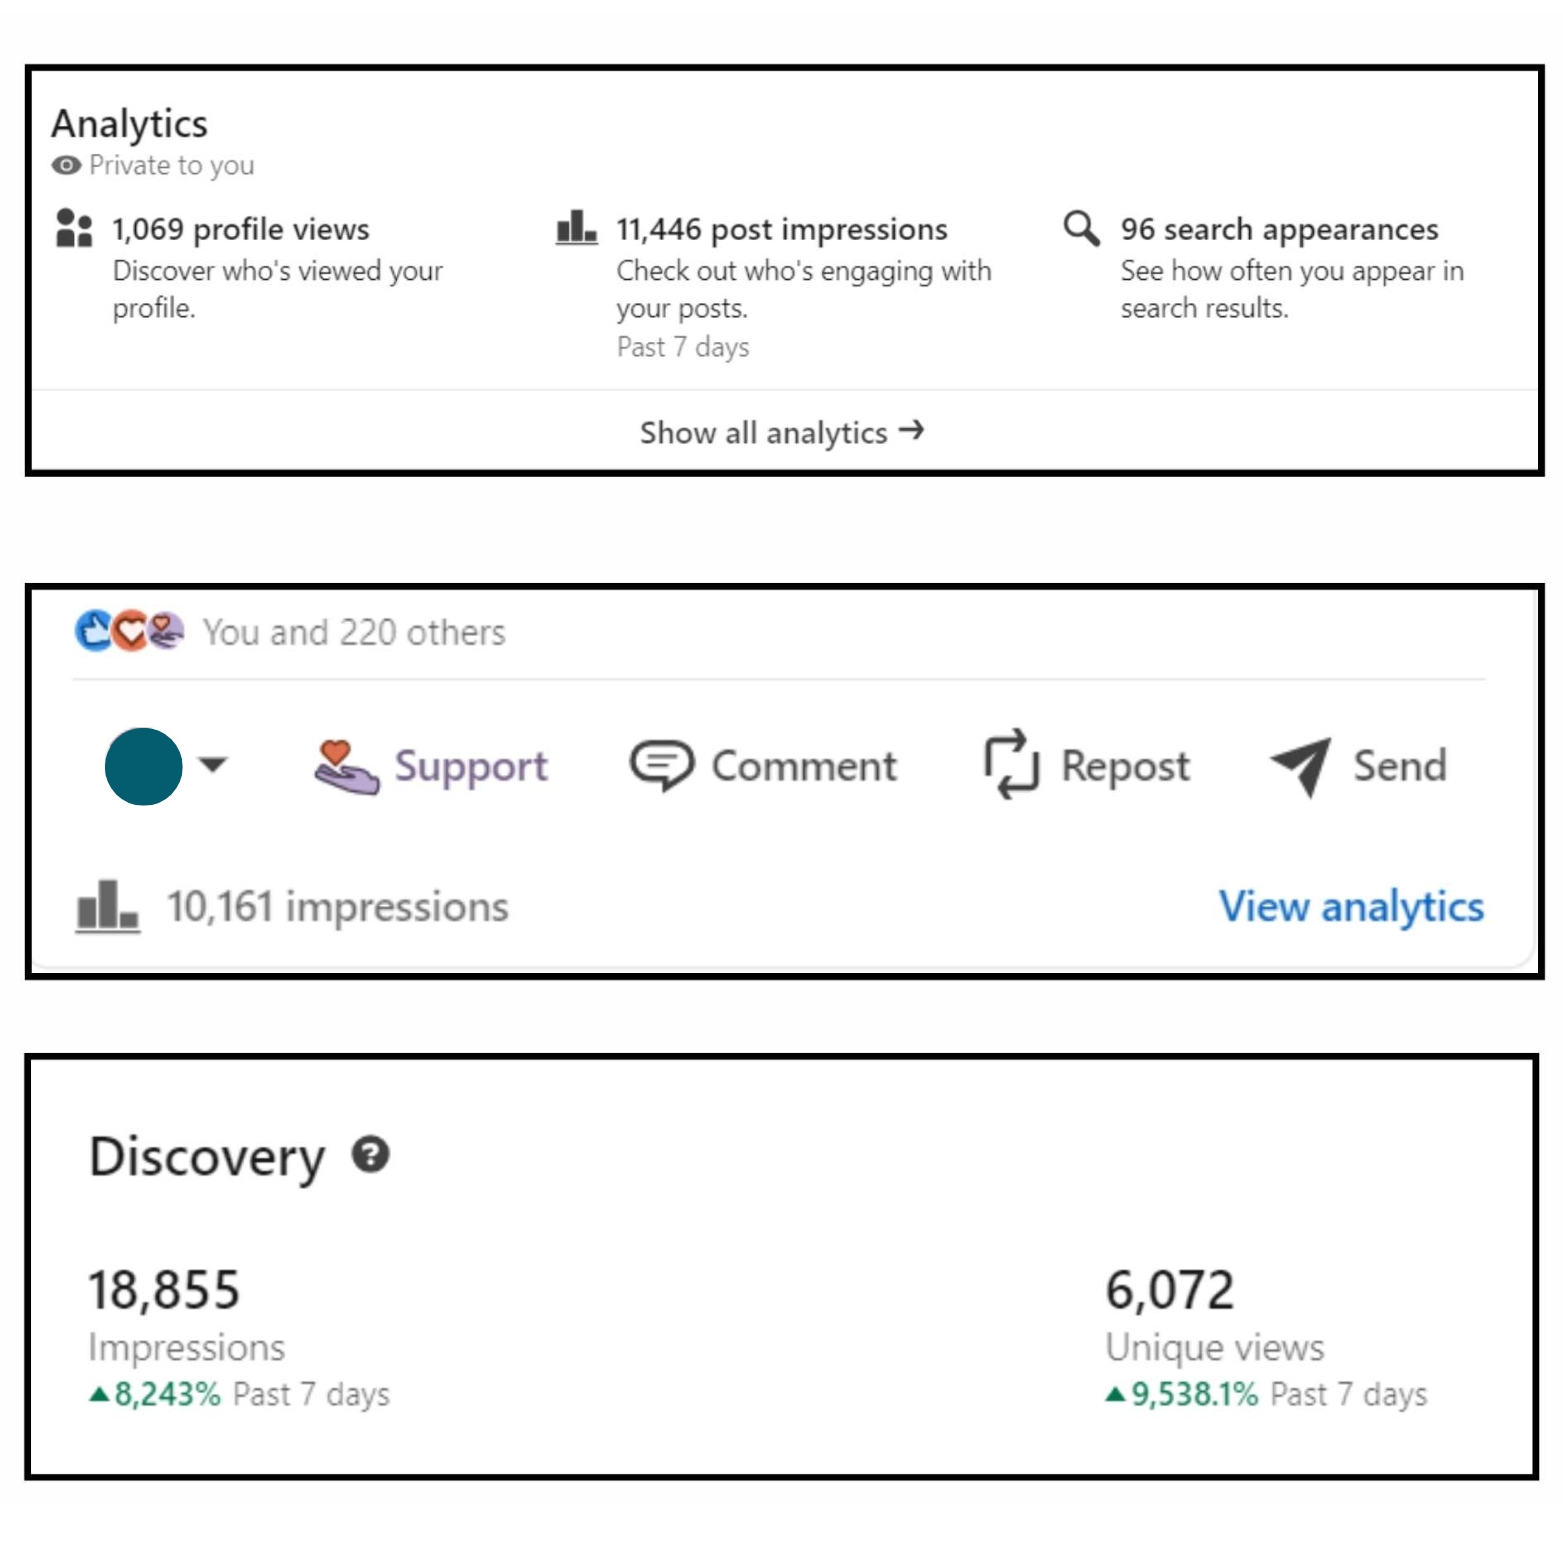 Analytics
Private to you
1,069 profile views
Discover who's viewed your
profile.
11,446 post impressions
Check out who's engaging with
your posts.
Past 7 days
96 search appearances
See how often you appear in
search results.
Show all analytics →
You and 220 others
Support
Comment
Repost
Send
10,161 impressions
View analytics
Discovery ?
18,855
Impressions
▲8,243% Past 7 days
6,072
Unique views
▲9,538.1% Past 7 days